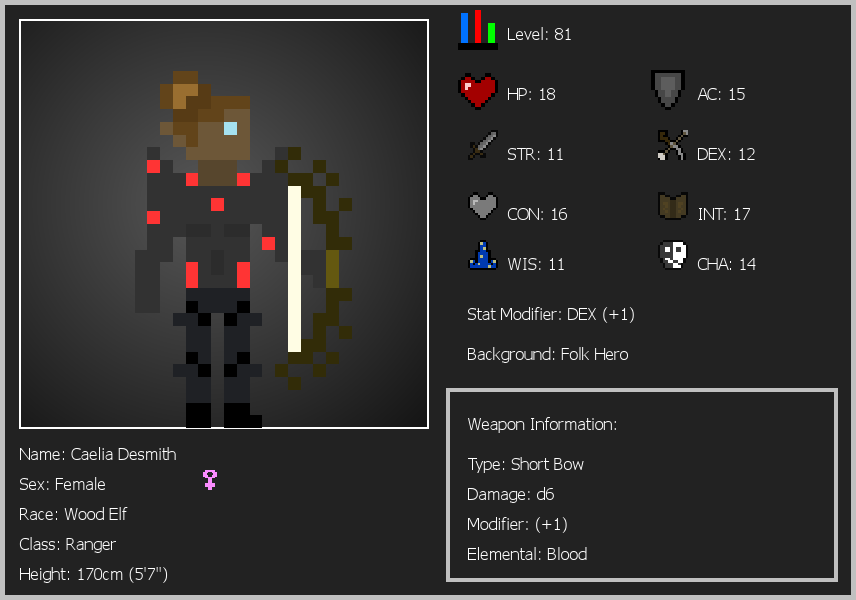 Level: 81
HP: 18
AC: 15
STR: 11
DEX: 12
CON: 16
INT: 17
WIS: 11
CHA: 14
Stat Modifier: DEX (+1)
Background: Folk Hero
Weapon Information:
Type: Short Bow
Damage: d6
Modifier: (+1)
Elemental: Blood
Name: Caelia Desmith
Sex: Female
Race: Wood Elf
Class: Ranger
Height: 170cm (5'7")